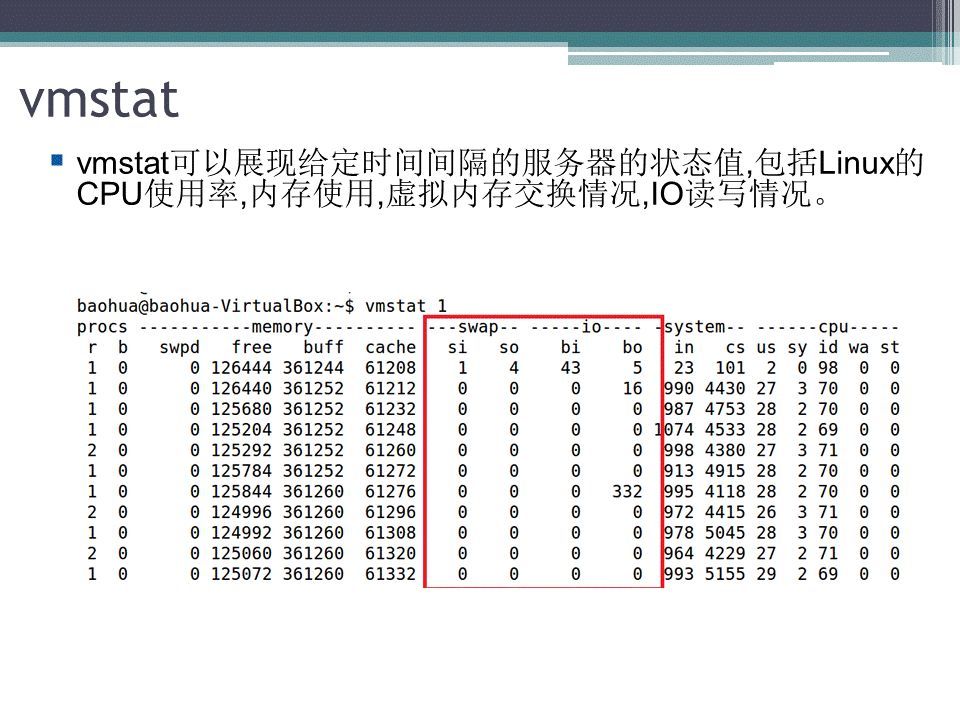 vmstat
vmstat可以展现给定时间间隔的服务器的状态值,包括Linux的
CPU使用率,内存使用,虚拟内存交换情况,IO读写情况。
baohua@baohua-VirtualBox:~$ vmstat 1
procs -----------memory---------- ---swap-- -----io---- -system-- ------cpu-----
r b swpd free buff cache si so bi bo in cs us sy id wa st
1 0 0 126444 361244 61208 1 4 43 5 23 101 2 0 98 0 0
1 0 0 126440 361252 61212 0 0 0 16 990 4430 27 3 70 0 0
1 0 0 125680 361252 61232 0 0 0 0 987 4753 28 2 70 0 0
1 0 0 125204 361252 61248 0 0 0 0 1074 4533 28 2 69 0 0
2 0 0 125292 361252 61260 0 0 0 0 998 4380 27 3 71 0 0
1 0 0 125784 361252 61272 0 0 0 0 913 4915 28 2 70 0 0
1 0 0 125844 361260 61276 0 0 0 332 995 4118 28 2 70 0 0
2 0 0 124996 361260 61296 0 0 0 0 972 4415 26 3 71 0 0
1 0 0 124992 361260 61308 0 0 0 0 978 5045 28 3 70 0 0
2 0 0 125060 361260 61320 0 0 0 0 964 4229 27 2 71 0 0
1 0 0 125072 361260 61332 0 0 0 0 993 5155 29 2 69 0 0